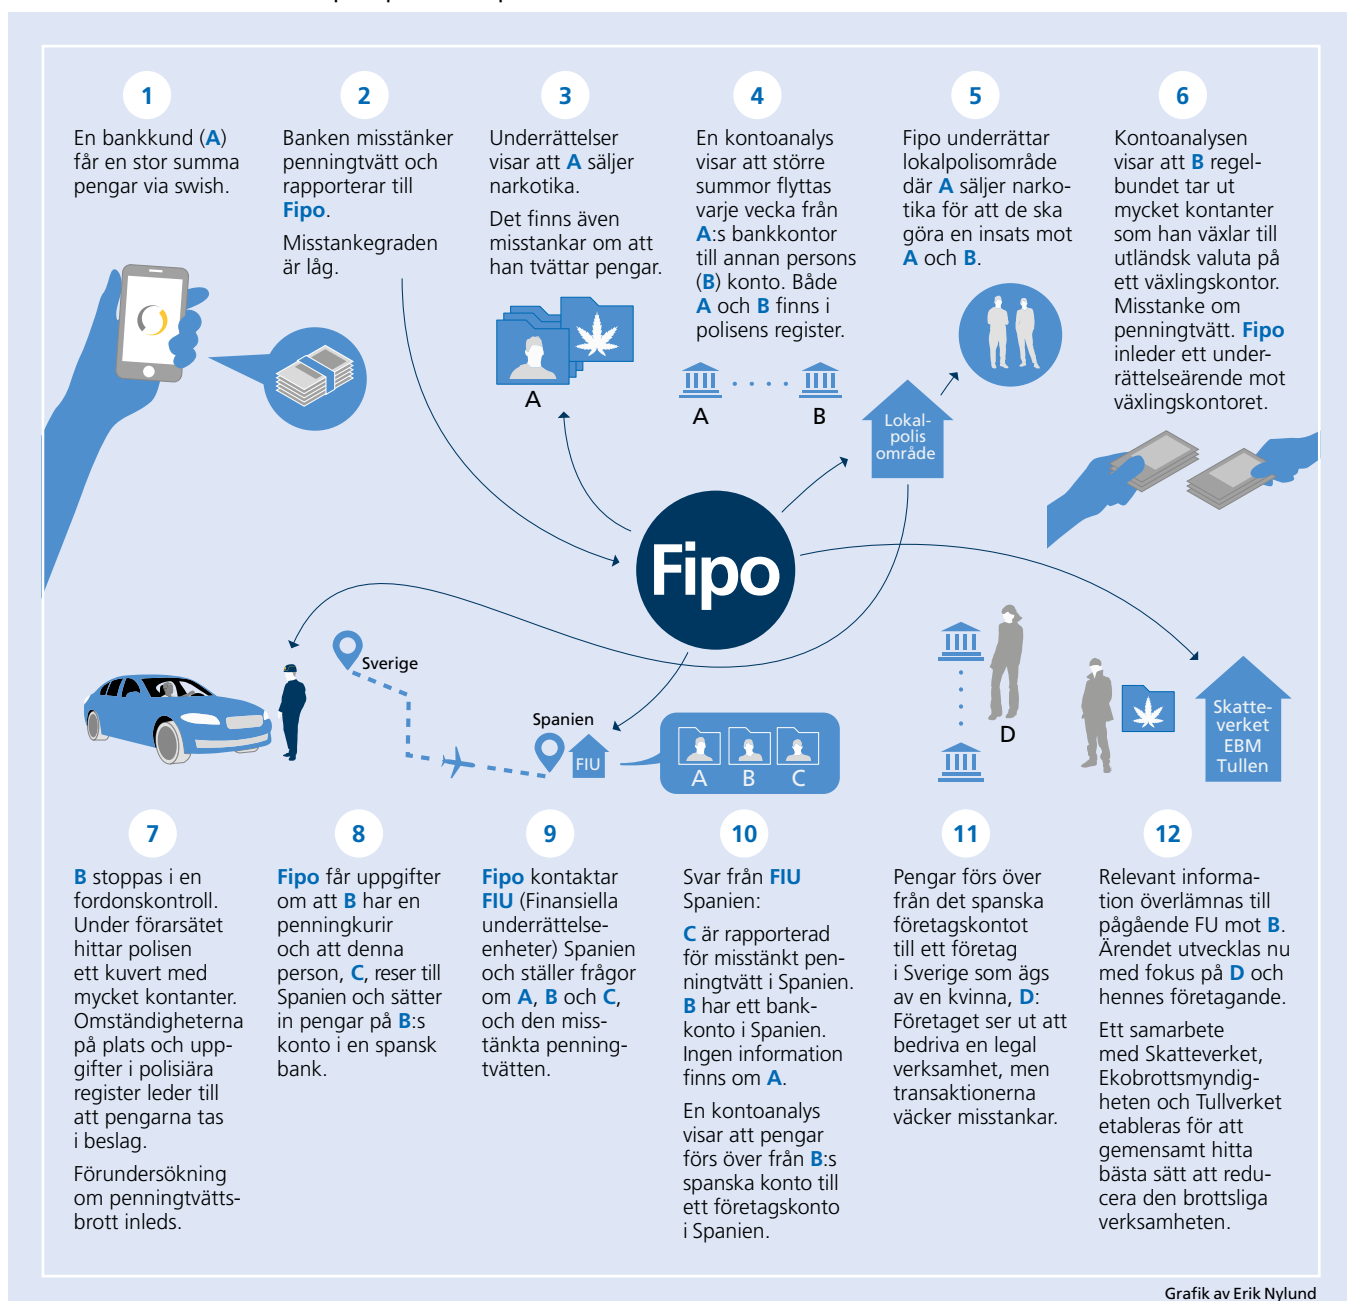 1
En bankkund (A)
får en stor summa
pengar via swish.
2
Banken misstänker
penningtvätt och
rapporterar till
Fipo.
Misstankegraden
är låg.
3
Underrättelser
visar att A säljer
narkotika.
Det finns även
misstankar om att
han tvättar pengar.
A
4
En kontoanalys
visar att större
summor flyttas
varje vecka från
A:s bankkontor
till annan persons
(B) konto. Både
A och B finns i
polisens register.
A
B
5
Fipo underrättar
lokalpolisområde
där A säljer narko-
tika för att de ska
göra en insats mot
A och B.
Lokal-
polis
område
6
Kontoanalysen
visar att B regel-
bundet tar ut
mycket kontanter
som han växlar till
utländsk valuta på
ett växlingskontor.
Misstanke om
penningtvätt. Fipo
inleder ett under-
rättelseärende mot
växlingskontoret.
Fipo
Sverige
Spanien
FIU
A B C
D
Skatte-
verket
EBM
Tullen
7
B stoppas i en
fordonskontroll.
Under förarsätet
hittar polisen
ett kuvert med
mycket kontanter.
Omständigheterna
på plats och upp-
gifter i polisiära
register leder till
att pengarna tas
i beslag.
Förundersökning
om penningtvätts-
brott inleds.
8
Fipo får uppgifter
om att B har en
penningkurir
och att denna
person, C, reser till
Spanien och sätter
in pengar på B:s
konto i en spansk
bank.
9
Fipo kontaktar
FIU (Finansiella
underrättelse-
enheter) Spanien
och ställer frågor
om A, B och C,
och den miss-
tänkta penning-
tvätten.
10
Svar från FIU
Spanien:
C är rapporterad
för misstänkt pen-
ningtvätt i Spanien.
B har ett bank-
konto i Spanien.
Ingen information
finns om A.
En kontoanalys
visar att pengar
förs över från B:s
spanska konto till
ett företagskonto
i Spanien.
11
Pengar förs över
från det spanska
företagskontot
till ett företag
i Sverige som ägs
av en kvinna, D:
Företaget ser ut att
bedriva en legal
verksamhet, men
transaktionerna
väcker misstankar.
12
Relevant informa-
tion överlämnas till
pågående FU mot B.
Ärendet utvecklas nu
med fokus på D och
hennes företagande.
Ett samarbete
med Skatteverket,
Ekobrottsmyndig-
heten och Tullverket
etableras för att
gemensamt hitta
bästa sätt att redu-
cera den brottsliga
verksamheten.
Grafik av Erik Nylund